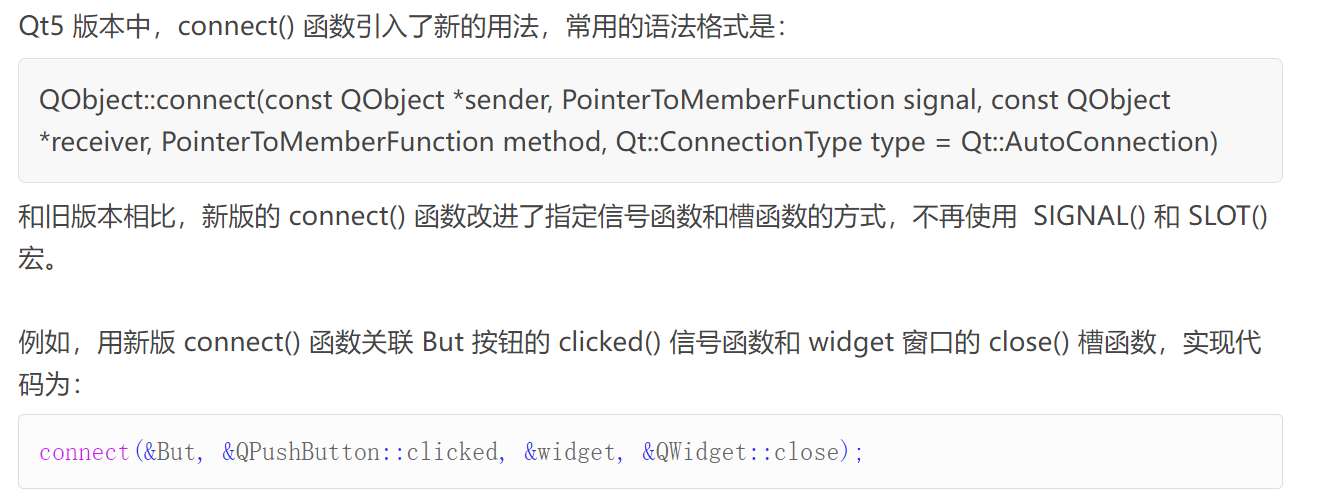 Qt5 版本中，connect() 函数引入了新的用法，常用的语法格式是：
QObject::connect(const QObject *sender, PointerToMemberFunction signal, const QObject
*receiver, PointerToMemberFunction method, Qt::ConnectionType type = Qt::AutoConnection)
和旧版本相比，新版的 connect() 函数改进了指定信号函数和槽函数的方式，不再使用  SIGNAL() 和 SLOT()
宏。
例如，用新版 connect() 函数关联 But 按钮的 clicked() 信号函数和 widget 窗口的 close() 槽函数，实现代
码为：
connect(&But, &QPushButton::clicked, &widget, &QWidget::close);